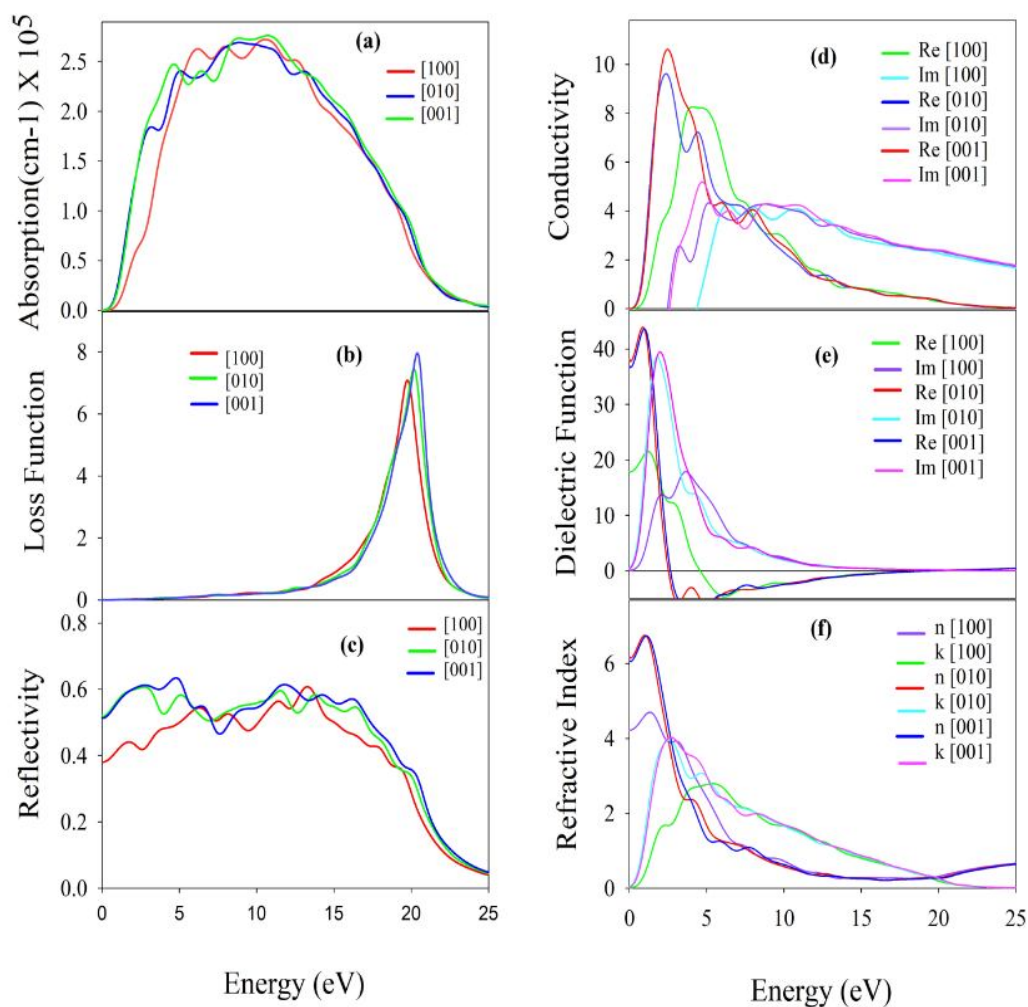 Absorption(cm-1) X 10⁵
2.5
2.0
1.5
1.0
0.5
0.0
(a)
[100]
[010]
[001]
Loss Function
8
6
4
2
0
(b)
[100]
[010]
[001]
Reflectivity
0.8
0.6
0.4
0.2
0.0
(c)
[100]
[010]
[001]
0 5 10 15 20 25
Energy (eV)
Conductivity
10
8
6
4
2
0
(d)
Re [100]
Im [100]
Re [010]
Im [010]
Re [001]
Im [001]
Dielectric Function
40
30
20
10
0
(e)
Re [100]
Im [100]
Re [010]
Im [010]
Re [001]
Im [001]
Refractive Index
6
4
2
0
(f)
n [100]
k [100]
n [010]
k [010]
n [001]
k [001]
0 5 10 15 20 25
Energy (eV)